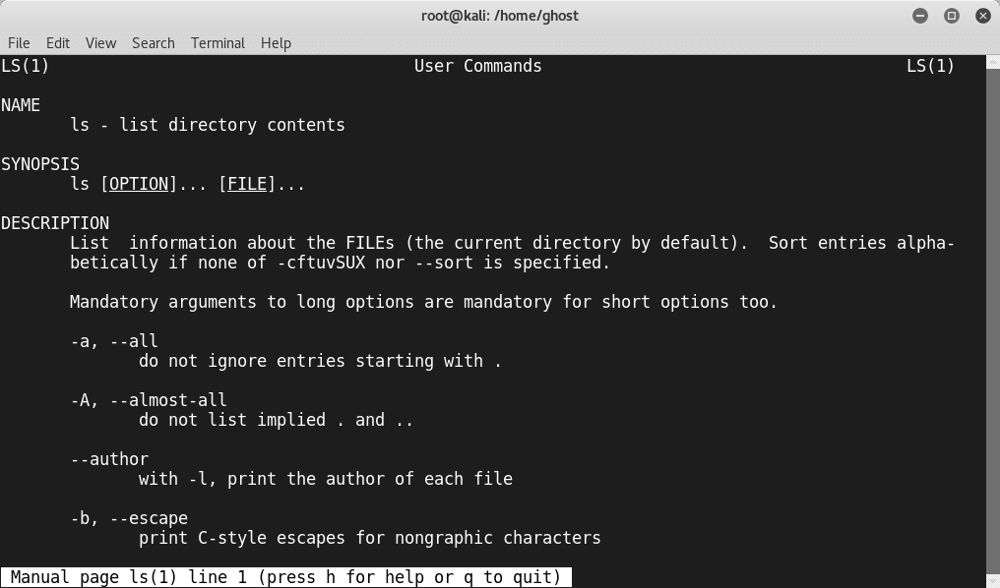 root@kali: /home/ghost
File Edit View Search Terminal Help
LS(1) User Commands LS(1)
NAME
ls - list directory contents
SYNOPSIS
ls [OPTION]... [FILE]...
DESCRIPTION
List  information about the FILEs (the current directory by default).  Sort entries alpha-
betically if none of -cftuvSUX nor --sort is specified.
Mandatory arguments to long options are mandatory for short options too.
-a, --all
do not ignore entries starting with .
-A, --almost-all
do not list implied . and ..
--author
with -l, print the author of each file
-b, --escape
print C-style escapes for nongraphic characters
Manual page ls(1) line 1 (press h for help or q to quit)